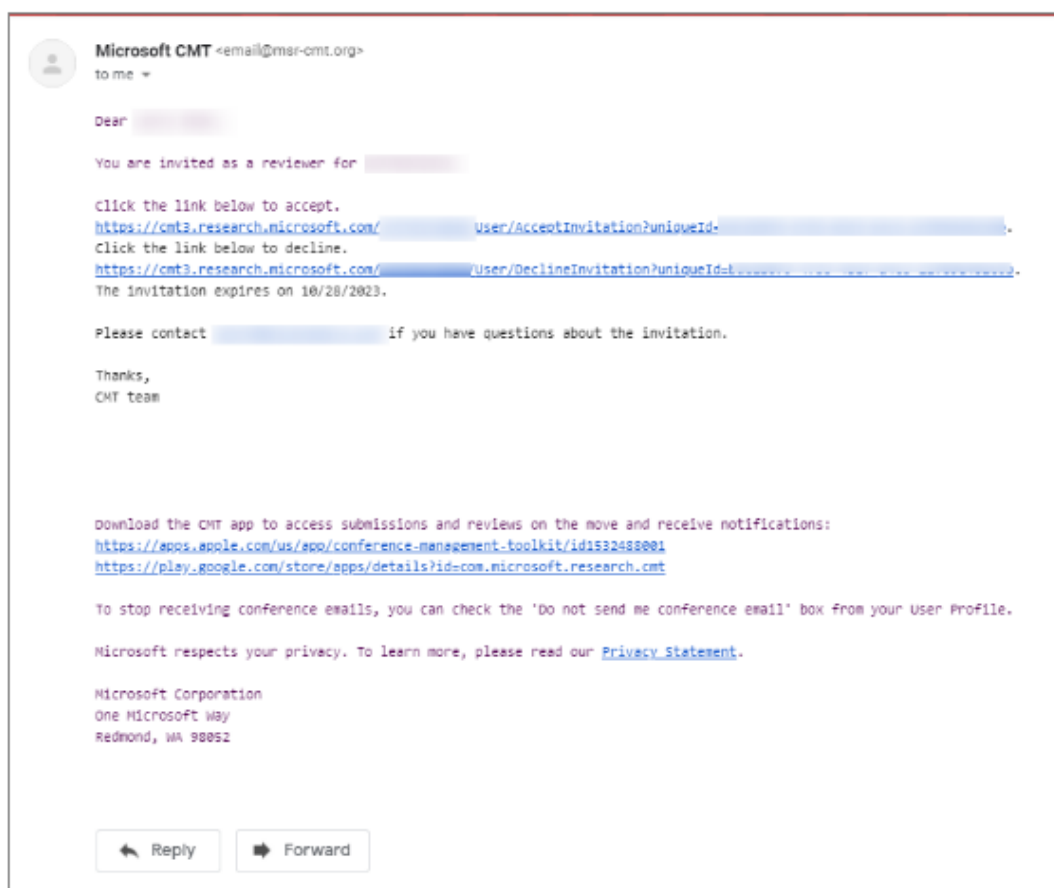 Microsoft CMT <email@msr-cmt.org>
to me
Dear
You are invited as a reviewer for
Click the link below to accept.
https://cmt3.research.microsoft.com/ User/AcceptInvitation?uniqueId= .
Click the link below to decline.
https://cmt3.research.microsoft.com/ /User/DeclineInvitation?uniqueId= .
The invitation expires on 10/28/2023.
Please contact if you have questions about the invitation.
Thanks,
CMT team
Download the CMT app to access submissions and reviews on the move and receive notifications:
https://apps.apple.com/us/app/conference-management-toolkit/id1532488001
https://play.google.com/store/apps/details?id=com.microsoft.research.cmt
To stop receiving conference emails, you can check the 'Do not send me conference email' box from your User Profile.
Microsoft respects your privacy. To learn more, please read our Privacy Statement.
Microsoft Corporation
One Microsoft Way
Redmond, WA 98052
Reply Forward